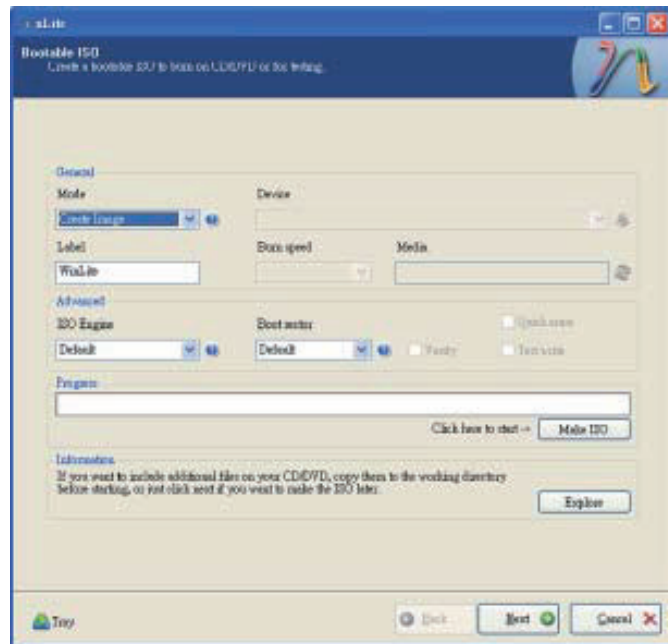 nLite
Bootable ISO
Create a bootable ISO to burn on CD/DVD or for testing.
General
Mode
Device
Create Image
Label
Burn speed
Media
WinLite
Advanced
ISO Engine
Boot sector
Quick erase
Default
Default
Verify
Test write
Progress
Click here to start ->
Make ISO
Information
If you want to include additional files on your CD/DVD, copy them to the working directory
before starting, or just click next if you want to make the ISO later.
Explore
Tray
Back
Next
Cancel